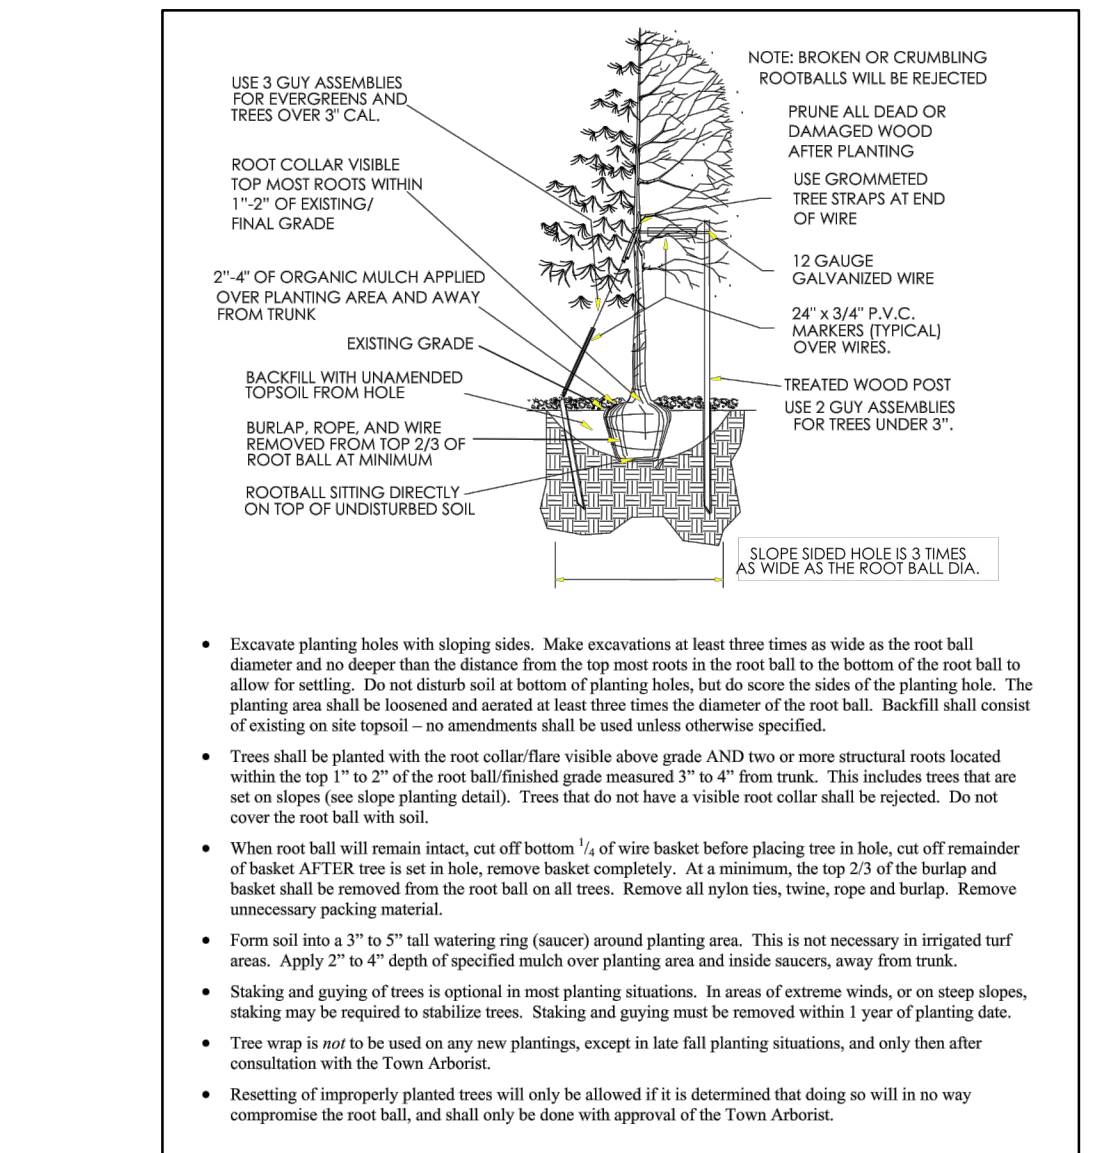 USE 3 GUY ASSEMBLIES
FOR EVERGREENS AND
TREES OVER 3" CAL.
ROOT COLLAR VISIBLE
TOP MOST ROOTS WITHIN
1"-2" OF EXISTING/
FINAL GRADE
2"-4" OF ORGANIC MULCH APPLIED
OVER PLANTING AREA AND AWAY
FROM TRUNK
EXISTING GRADE
BACKFILL WITH UNAMENDED
TOPSOIL FROM HOLE
BURLAP, ROPE, AND WIRE
REMOVED FROM TOP 2/3 OF
ROOT BALL AT MINIMUM
ROOTBALL SITTING DIRECTLY
ON TOP OF UNDISTURBED SOIL
NOTE: BROKEN OR CRUMBLING
ROOTBALLS WILL BE REJECTED
PRUNE ALL DEAD OR
DAMAGED WOOD
AFTER PLANTING
USE GROMMETED
TREE STRAPS AT END
OF WIRE
12 GAUGE
GALVANIZED WIRE
24" x 3/4" P.V.C.
MARKERS (TYPICAL)
OVER WIRES.
TREATED WOOD POST
USE 2 GUY ASSEMBLIES
FOR TREES UNDER 3".
SLOPE SIDED HOLE IS 3 TIMES
AS WIDE AS THE ROOT BALL DIA.
• Excavate planting holes with sloping sides. Make excavations at least three times as wide as the root ball
diameter and no deeper than the distance from the top most roots in the root ball to the bottom of the root ball to
allow for settling. Do not disturb soil at bottom of planting holes, but do score the sides of the planting hole. The
planting area shall be loosened and aerated at least three times the diameter of the root ball. Backfill shall consist
of existing on site topsoil – no amendments shall be used unless otherwise specified.
• Trees shall be planted with the root collar/flare visible above grade AND two or more structural roots located
within the top 1” to 2” of the root ball/finished grade measured 3” to 4” from trunk. This includes trees that are
set on slopes (see slope planting detail). Trees that do not have a visible root collar shall be rejected. Do not
cover the root ball with soil.
• When root ball will remain intact, cut off bottom 1/4 of wire basket before placing tree in hole, cut off remainder
of basket AFTER tree is set in hole, remove basket completely. At a minimum, the top 2/3 of the burlap and
basket shall be removed from the root ball on all trees. Remove all nylon ties, twine, rope and burlap. Remove
unnecessary packing material.
• Form soil into a 3” to 5” tall watering ring (saucer) around planting area. This is not necessary in irrigated turf
areas. Apply 2” to 4” depth of specified mulch over planting area and inside saucers, away from trunk.
• Staking and guying of trees is optional in most planting situations. In areas of extreme winds, or on steep slopes,
staking may be required to stabilize trees. Staking and guying must be removed within 1 year of planting date.
• Tree wrap is not to be used on any new plantings, except in late fall planting situations, and only then after
consultation with the Town Arborist.
• Resetting of improperly planted trees will only be allowed if it is determined that doing so will in no way
compromise the root ball, and shall only be done with approval of the Town Arborist.